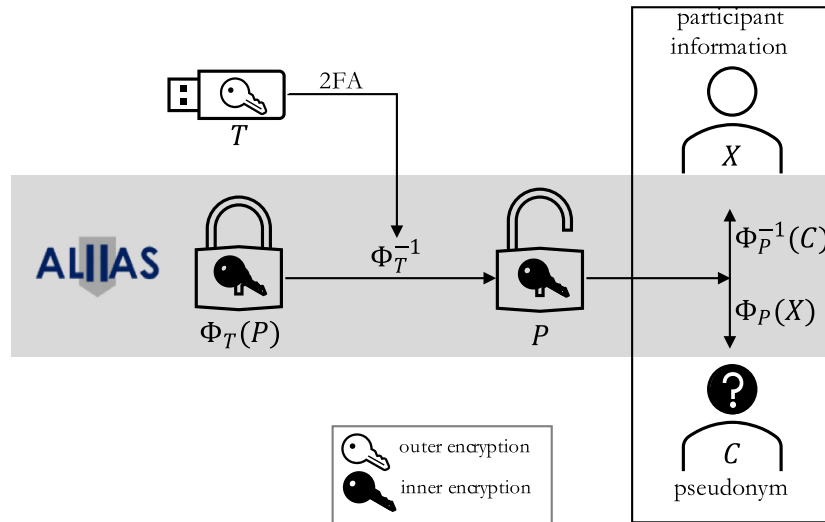 participant
information
2FA
T
X
ALIIAS
Φ_T^{-1}
Φ_P^{-1}(C)
Φ_T(P)
P
Φ_P(X)
?
C
pseudonym
outer encryption
inner encryption